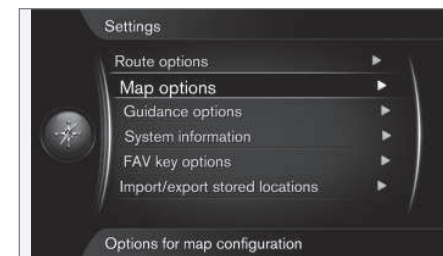 Settings
Route options
Map options
Guidance options
System information
FAV key options
Import/export stored locations
Options for map configuration